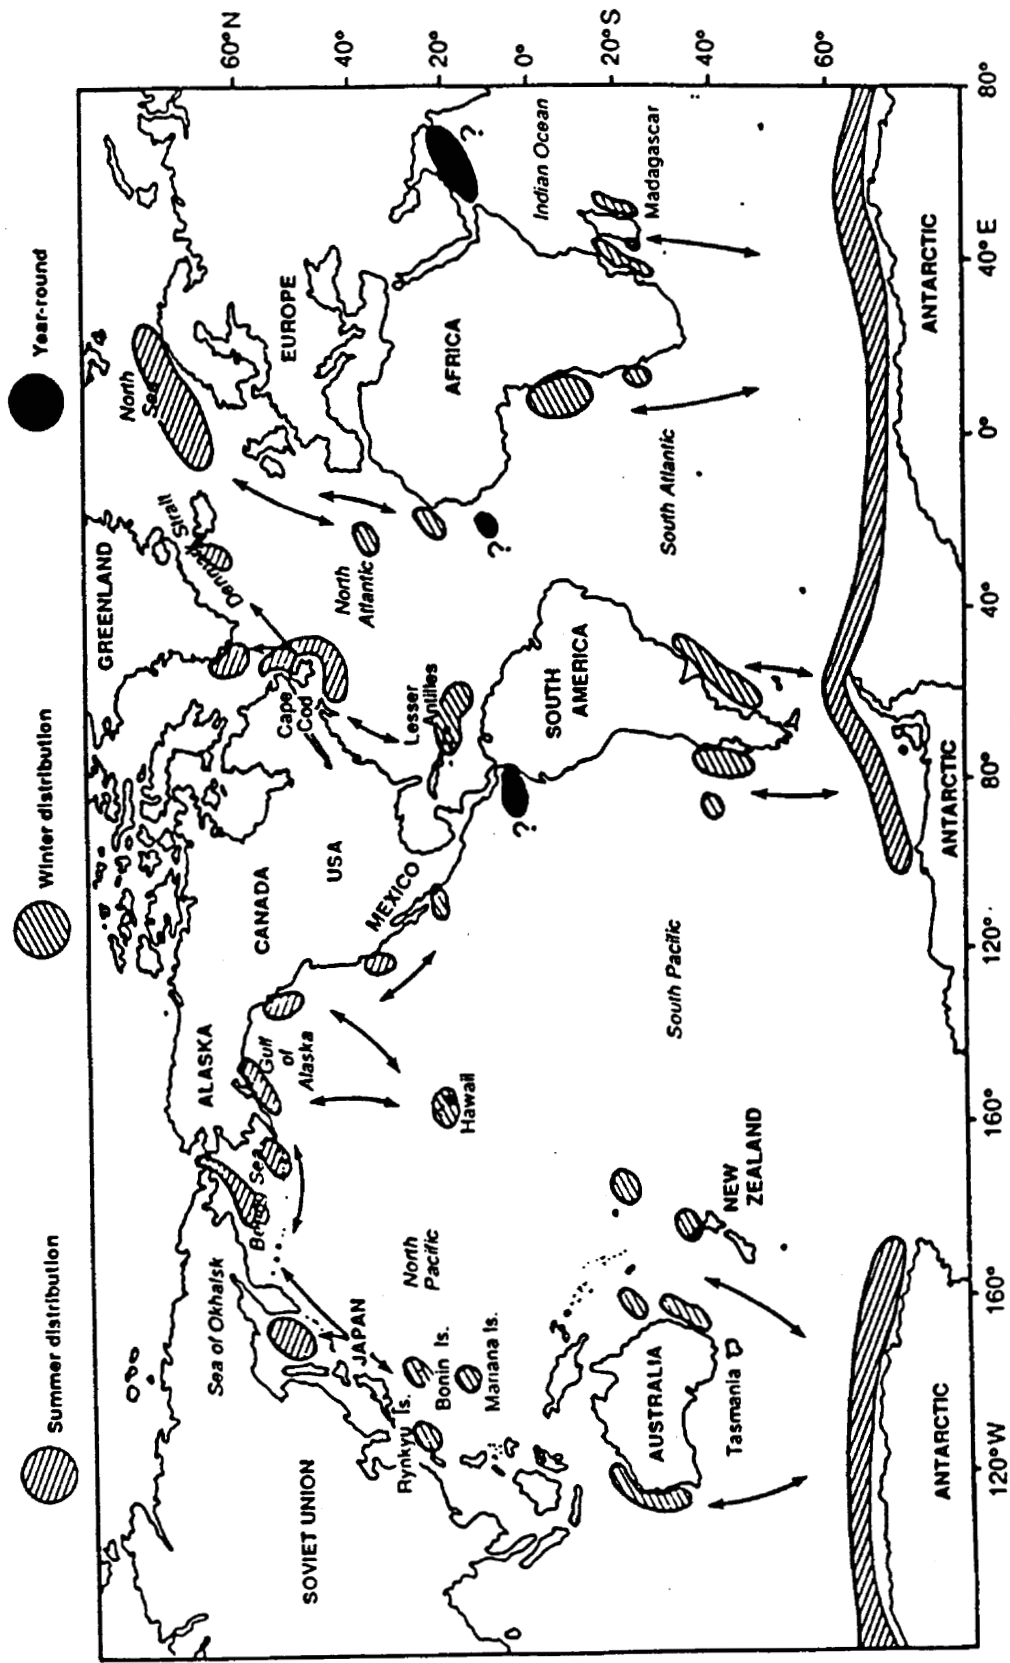 Summer distribution
Winter distribution
Year-round
GREENLAND
Strait
North
Sea
ALASKA
CANADA
Gulf
of
Alaska
Sea
Sea of Okhalsk
SOVIET UNION
USA
MEXICO
Cape
Cod
Lesser
Antilles
North
Atlantic
EUROPE
AFRICA
Indian Ocean
Madagascar
JAPAN
Rynkyu Is.
Bonin Is.
Mariana Is.
North
Pacific
Hawaii
?
?
?
SOUTH
AMERICA
South Atlantic
South Pacific
AUSTRALIA
Tasmania
NEW
ZEALAND
ANTARCTIC
ANTARCTIC
ANTARCTIC
60°N
40°
20°
0°
20°S
40°
60°
120°W
160°
160°
120°
80°
40°
0°
40°E
80°